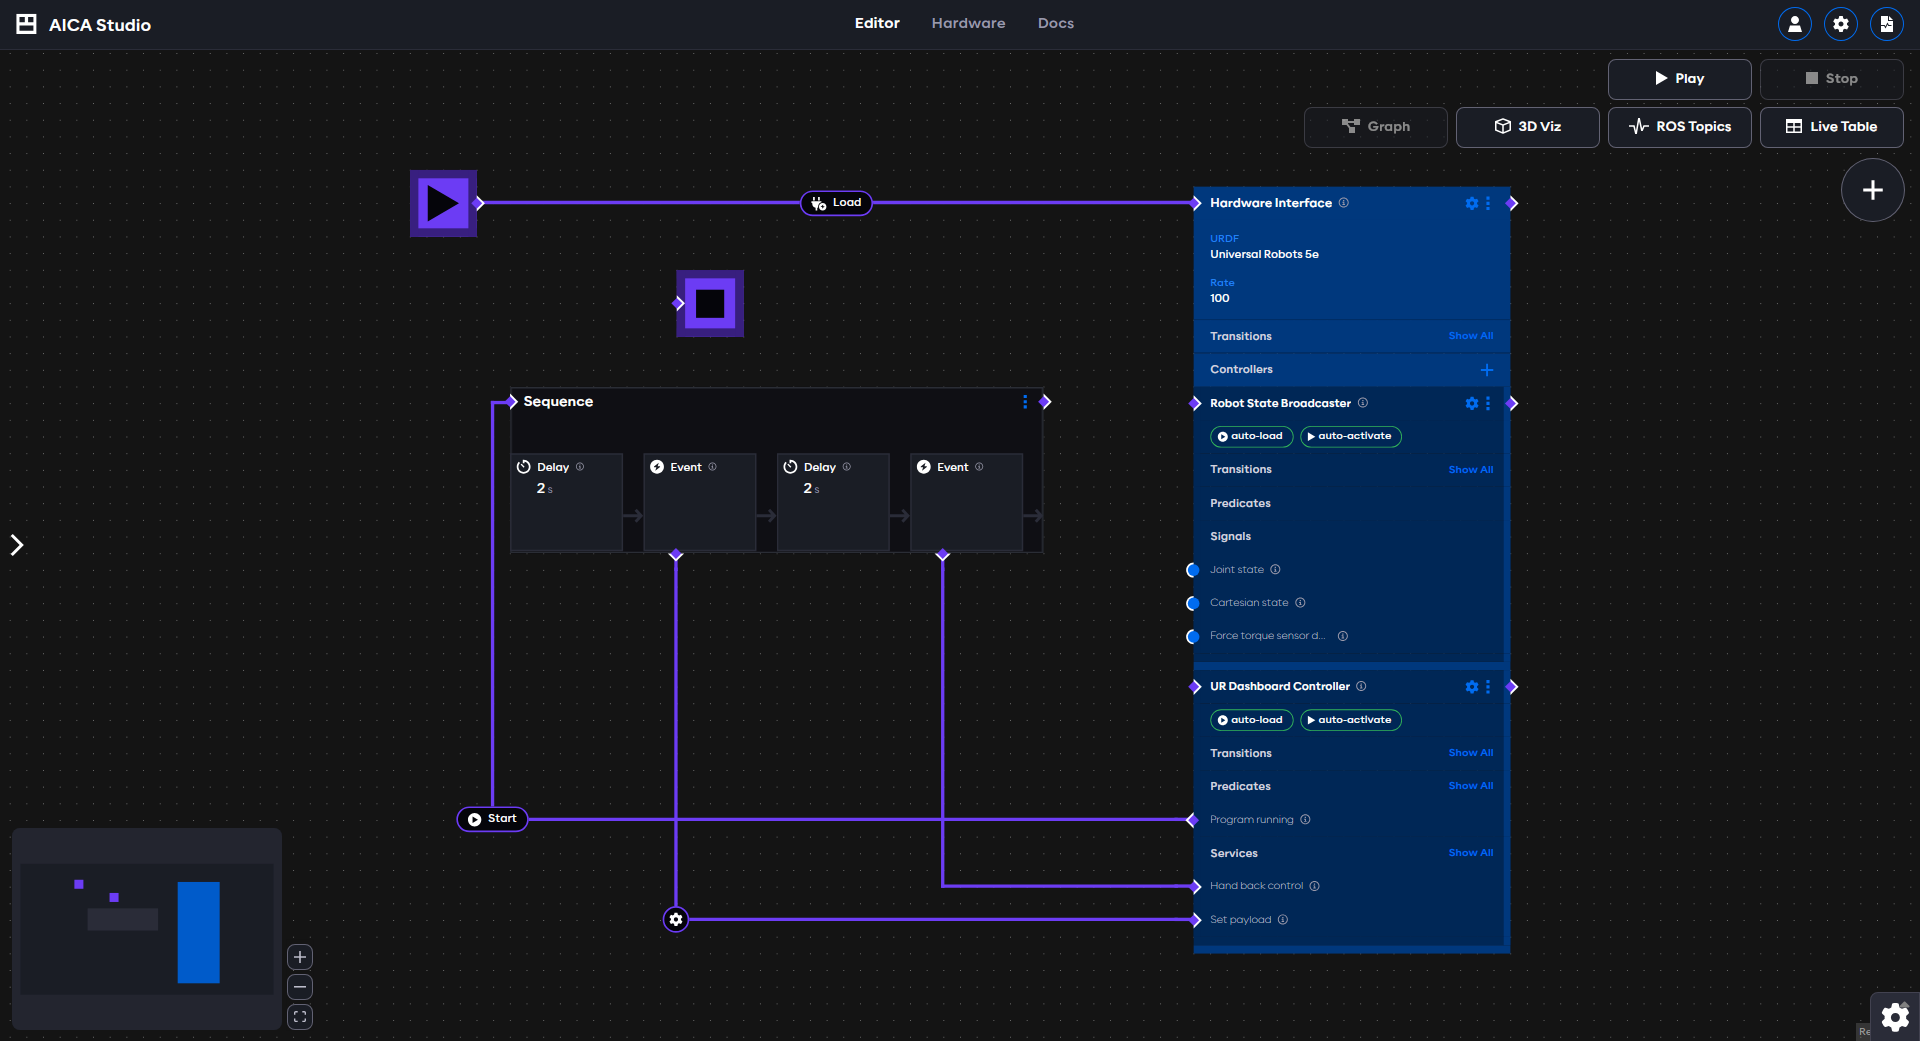 AICA Studio
Editor
Hardware
Docs
Play
Stop
Graph
3D Viz
ROS Topics
Live Table
Load
Hardware Interface
URDF
Universal Robots 5e
Rate
100
Transitions
Show All
Controllers
Sequence
Delay
2 s
Event
Delay
2 s
Event
Robot State Broadcaster
auto-load
auto-activate
Transitions
Show All
Predicates
Signals
Joint state
Cartesian state
Force torque sensor d...
UR Dashboard Controller
auto-load
auto-activate
Transitions
Show All
Predicates
Show All
Start
Program running
Services
Show All
Hand back control
Set payload